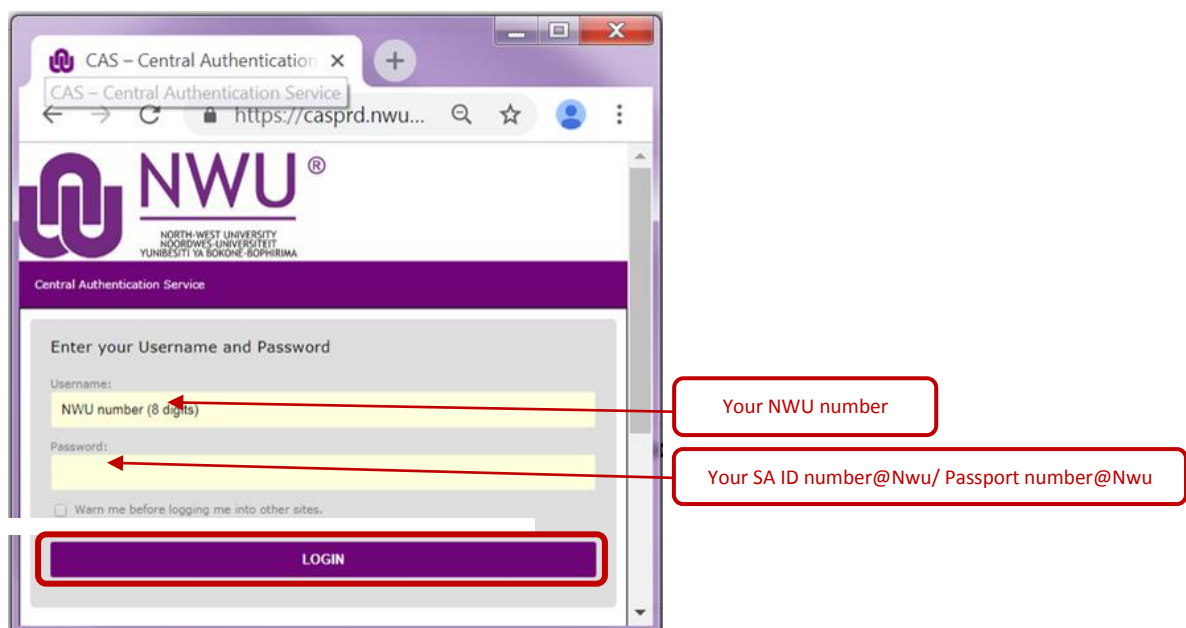 CAS – Central Authentication
CAS – Central Authentication Service
https://casprd.nwu...
NWU®
NORTH-WEST UNIVERSITY
NOORDWES-UNIVERSITEIT
YUNIBESITI YA BOKONE-BOPHIRIMA
Central Authentication Service
Enter your Username and Password
Username:
NWU number (8 digits)
Your NWU number
Password:
Your SA ID number@Nwu/ Passport number@Nwu
Warn me before logging me into other sites.
LOGIN